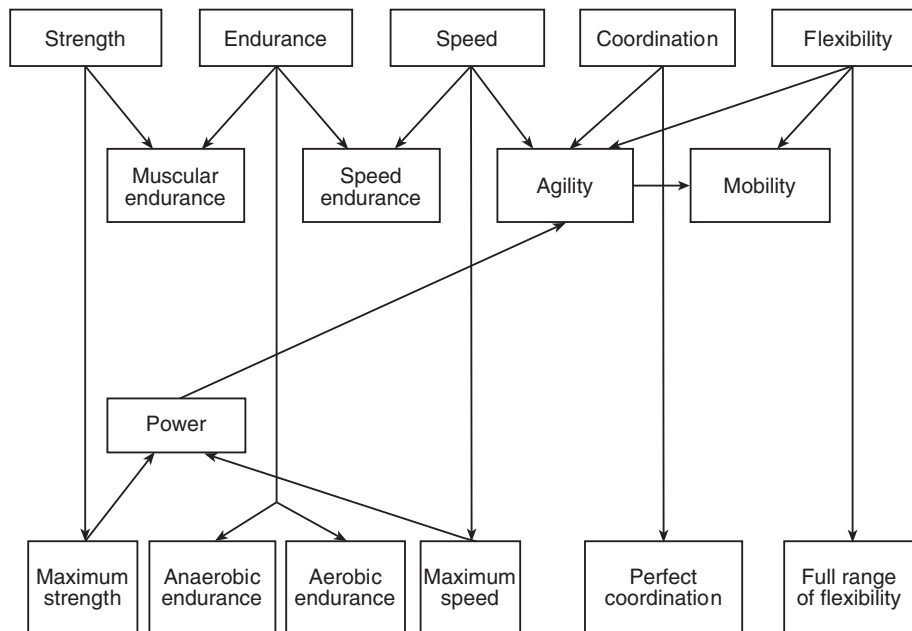 Strength
Endurance
Speed
Coordination
Flexibility
Muscular
endurance
Speed
endurance
Agility
Mobility
Power
Maximum
strength
Anaerobic
endurance
Aerobic
endurance
Maximum
speed
Perfect
coordination
Full range
of flexibility